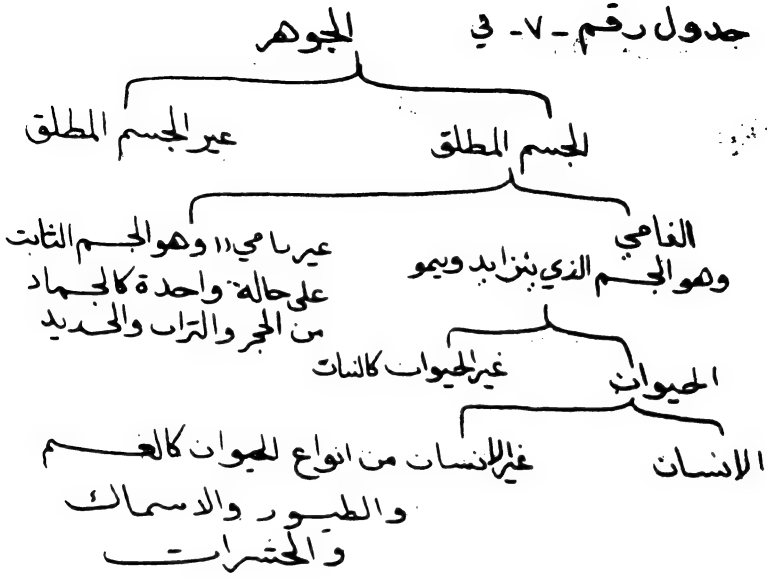 جدول رقم -٧- في
الجوهر
الجسم المطلق
غير الجسم المطلق
النامي
وهو الجسم الذي يتزايد وينمو
غير نامي )) وهو الجسم الثابت
على حالة واحدة كالجماد
من الحجر والتراب والحديد
الحيوان
غير الحيوان كالنبات
الإنسان
غير الإنسان من انواع الحيوان كالغنم
والطيور والاسماك
والحشرات